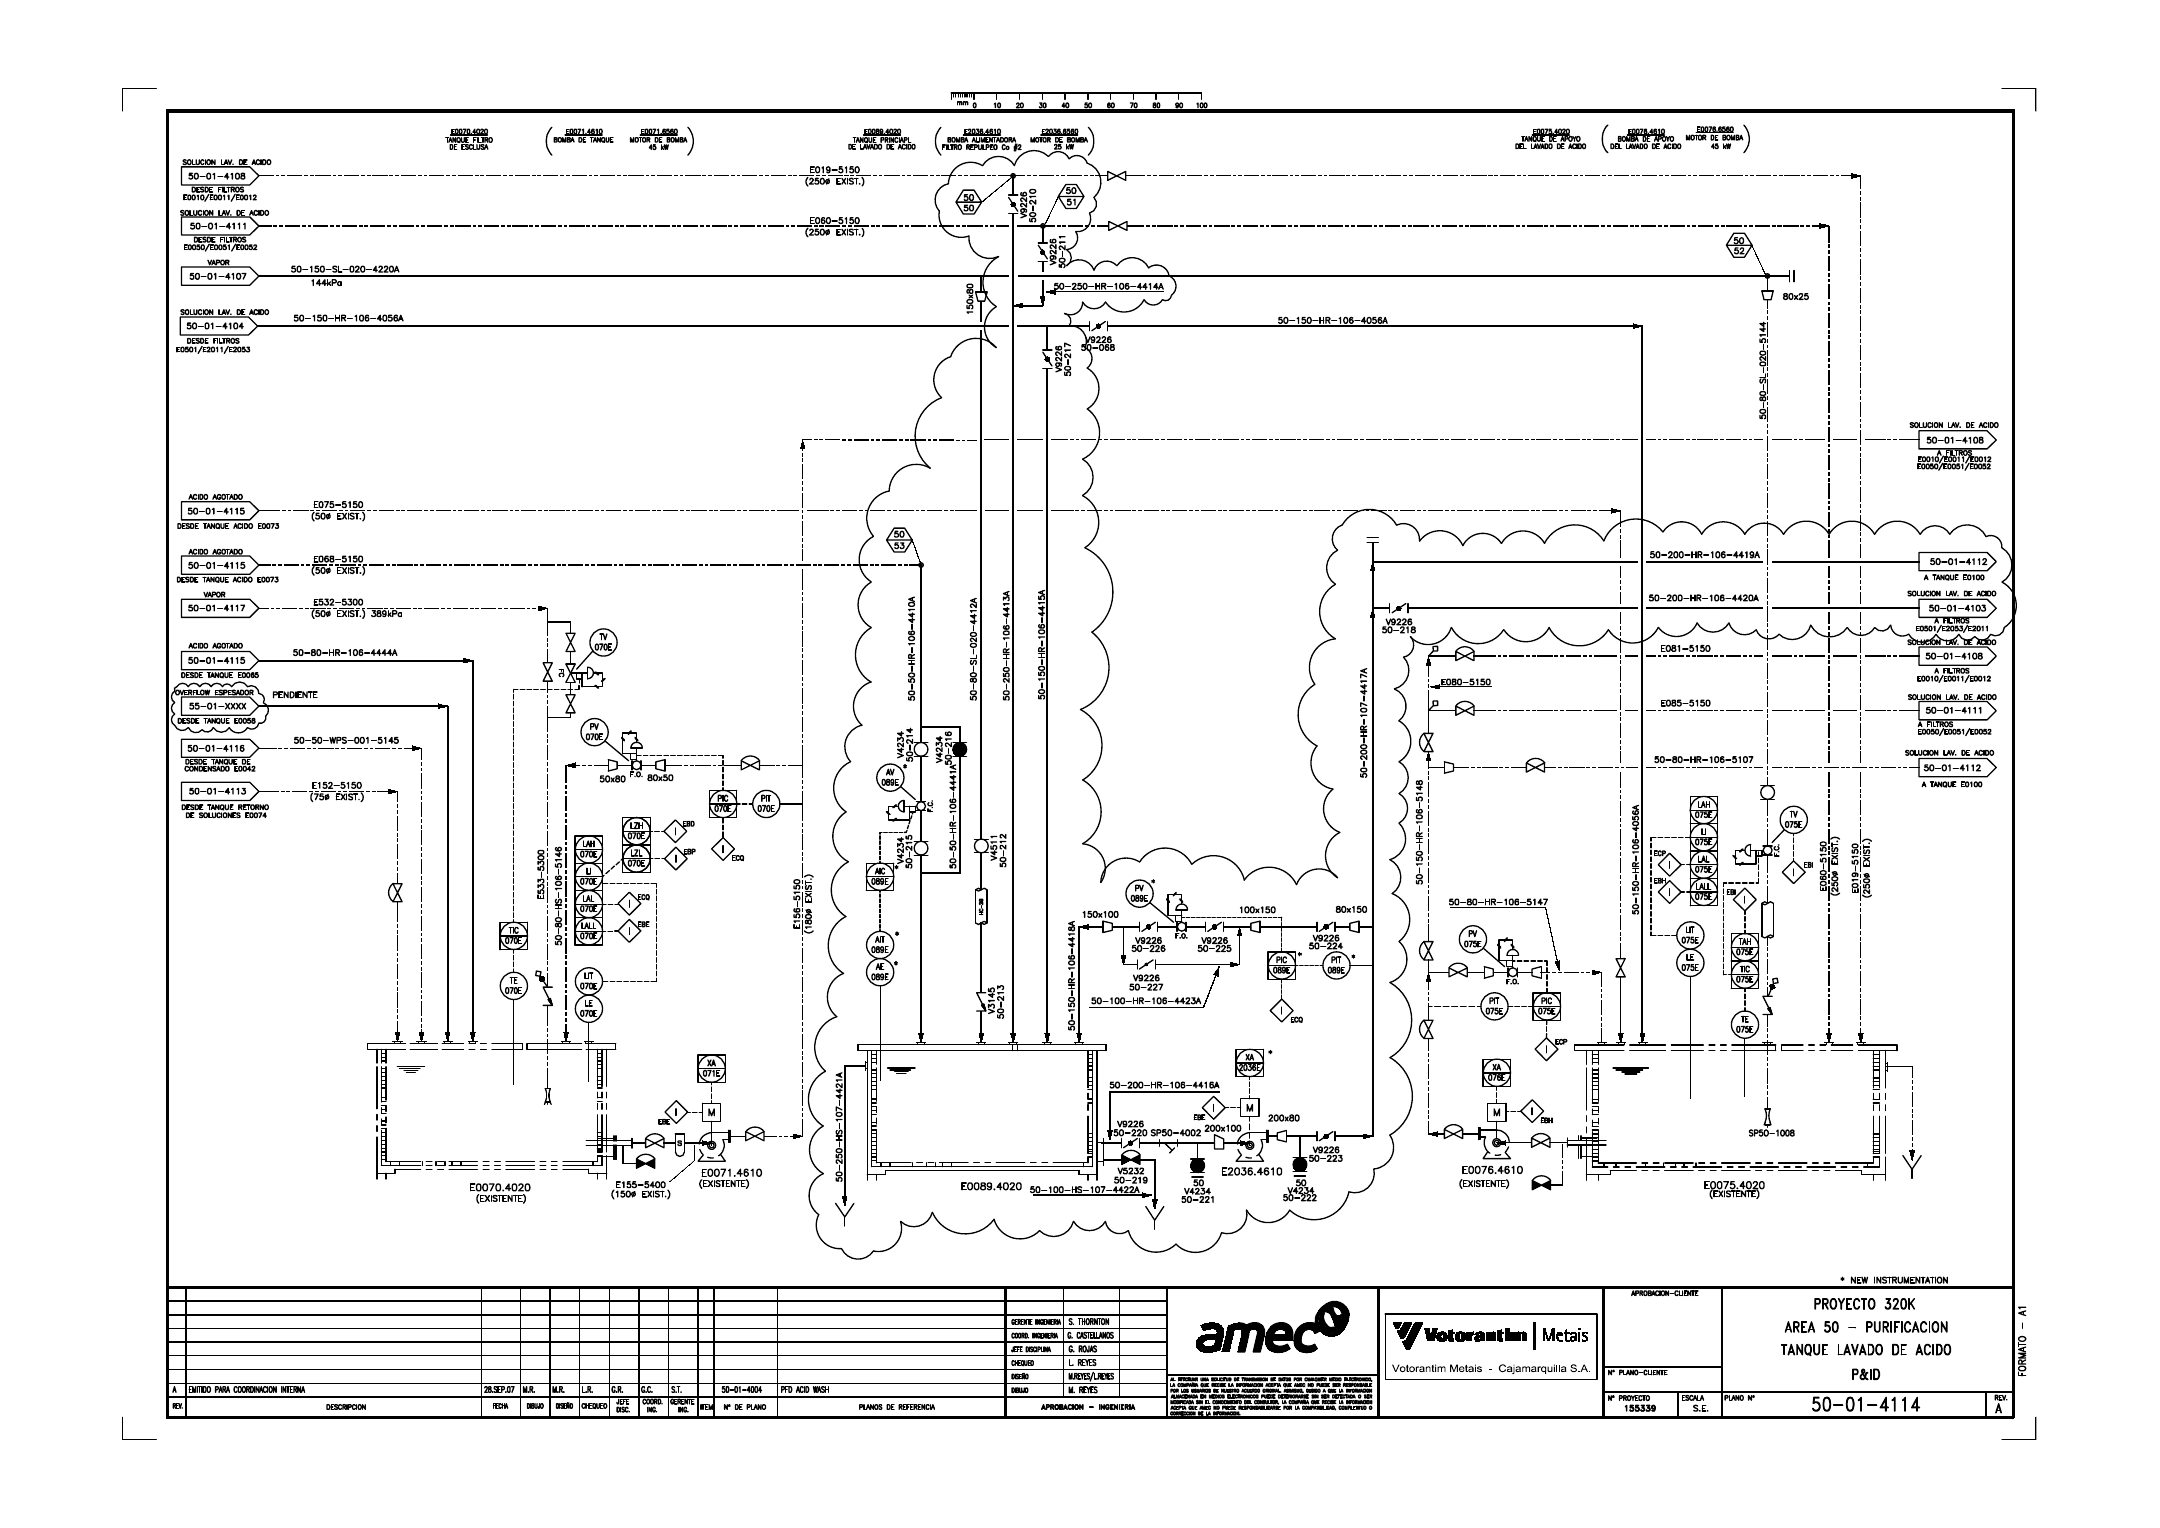 mm 0 10 20 30 40 50 60 70 80 90 100
E0070.4020
TANQUE FILTRO
DE ESCLUSA
E0071.4610
BOMBA DE TANQUE
E0071.6560
MOTOR DE BOMBA
45 kW
E0089.4020
TANQUE PRINCIAPL
DE LAVADO DE ACIDO
E2036.4610
BOMBA ALIMENTADORA
FILTRO REPULPEO Co #2
E2036.6560
MOTOR DE BOMBA
25 kW
E0075.4020
TANQUE DE APOYO
DEL LAVADO DE ACIDO
E0076.4610
BOMBA DE APOYO
DEL LAVADO DE ACIDO
E0076.6560
MOTOR DE BOMBA
45 kW
SOLUCION LAV. DE ACIDO
50-01-4108
DESDE FILTROS
E0010/E0011/E0012
E019-5150
(250ø EXIST.)
50
50
V9226
50-210
50
51
SOLUCION LAV. DE ACIDO
50-01-4111
DESDE FILTROS
E0050/E0051/E0052
E060-5150
(250ø EXIST.)
V9226
50-211
50
52
VAPOR
50-01-4107
50-150-SL-020-4220A
144kPa
150x80
50-250-HR-106-4414A
80x25
SOLUCION LAV. DE ACIDO
50-01-4104
DESDE FILTROS
E0501/E2011/E2053
50-150-HR-106-4056A
V9226
50-068
V9226
50-217
50-150-HR-106-4056A
50-80-SL-020-5144
SOLUCION LAV. DE ACIDO
50-01-4108
A FILTROS
E0010/E0011/E0012
E0050/E0051/E0052
ACIDO AGOTADO
50-01-4115
DESDE TANQUE ACIDO E0073
E075-5150
(50ø EXIST.)
ACIDO AGOTADO
50-01-4115
DESDE TANQUE ACIDO E0073
E068-5150
(50ø EXIST.)
50
53
50-200-HR-106-4419A
50-01-4112
A TANQUE E0100
VAPOR
50-01-4117
E532-5300
(50ø EXIST.) 389kPa
50-200-HR-106-4420A
SOLUCION LAV. DE ACIDO
50-01-4103
A FILTROS
E0501/E2053/E2011
V9226
50-218
50-50-HR-106-4410A
50-80-SL-020-4412A
50-250-HR-106-4413A
50-150-HR-106-4415A
50-200-HR-107-4417A
TV
070E
F.C.
ACIDO AGOTADO
50-01-4115
DESDE TANQUE E0065
50-80-HR-106-4444A
E081-5150
SOLUCION LAV. DE ACIDO
50-01-4108
A FILTROS
E0010/E0011/E0012
E080-5150
OVERFLOW ESPESADOR
55-01-XXXX
DESDE TANQUE E0058
PENDIENTE
E085-5150
SOLUCION LAV. DE ACIDO
50-01-4111
A FILTROS
E0050/E0051/E0052
50-01-4116
DESDE TANQUE DE
CONDENSADO E0042
50-50-WPS-001-5145
PV
070E
50x80
F.O.
80x50
V4234
50-214
V4234
50-216
50-80-HR-106-5107
SOLUCION LAV. DE ACIDO
50-01-4112
A TANQUE E0100
50-01-4113
DESDE TANQUE RETORNO
DE SOLUCIONES E0074
E152-5150
(75ø EXIST.)
PIC
070E
PIT
070E
ECQ
AV
089E
*
F.C.
V4234
50-215
50-50-HR-106-4441A
V4511
50-212
50-150-HR-106-5148
50-150-HR-106-4056A
LAH
075E
LI
075E
LAL
075E
LALL
075E
ECP
EBH
TV
075E
F.C.
EBI
EBI
E060-5150
(250ø EXIST.)
E019-5150
(250ø EXIST.)
LZH
070E
LZL
070E
EBD
EBP
LAH
070E
LI
070E
LAL
070E
LALL
070E
ECQ
EBE
E533-5300
50-80-HS-106-5146
E156-5150
(180ø EXIST.)
AIC
089E
*
AIT
089E
*
AE
089E
*
V3145
50-213
TIC
070E
TE
070E
LIT
070E
LE
070E
PV
089E
*
150x100
V9226
50-226
F.O.
V9226
50-225
100x150
V9226
50-224
80x150
V9226
50-227
50-100-HR-106-4423A
PIC
089E
*
PIT
089E
*
ECQ
50-150-HR-106-4418A
50-80-HR-106-5147
PV
075E
F.O.
PIT
075E
PIC
075E
ECP
LIT
075E
LE
075E
TAH
075E
TIC
075E
TE
075E
XA
071E
M
EBE
E0070.4020
(EXISTENTE)
E155-5400
(150ø EXIST.)
S
E0071.4610
(EXISTENTE)
50-250-HS-107-4421A
E0089.4020
50-200-HR-106-4416A
V9226
50-220
SP50-4002
200x100
V5232
50-219
50-100-HS-107-4422A
XA
2036E
*
M
EBE
200x80
E2036.4610
50
V4234
50-221
50
V4234
50-222
V9226
50-223
XA
076E
M
EBH
E0076.4610
(EXISTENTE)
SP50-1008
E0075.4020
(EXISTENTE)
* NEW INSTRUMENTATION
A EMITIDO PARA COORDINACION INTERNA 28.SEP.07 M.R. M.R. L.R. G.R. G.C. S.T. 50-01-4004 PFD ACID WASH
REV. DESCRIPCION FECHA DIBUJO DISEÑO CHEQUEO JEFE DISC. COORD. ING. GERENTE ING. ITEM N° DE PLANO PLANOS DE REFERENCIA
GERENTE INGENIERIA S. THORNTON
COORD. INGENIERIA G. CASTELLANOS
JEFE DISCIPLINA G. ROJAS
CHEQUEO L. REYES
DISEÑO M.REYES/L.REYES
DIBUJO M. REYES
APROBACION - INGENIERIA
amec
Votorantim | Metais
Votorantim Metais - Cajamarquilla S.A.
APROBACION-CLIENTE
N° PLANO-CLIENTE
N° PROYECTO
155339
ESCALA
S.E.
PROYECTO 320K
AREA 50 - PURIFICACION
TANQUE LAVADO DE ACIDO
P&ID
PLANO N°
50-01-4114
REV.
A
FORMATO - A1